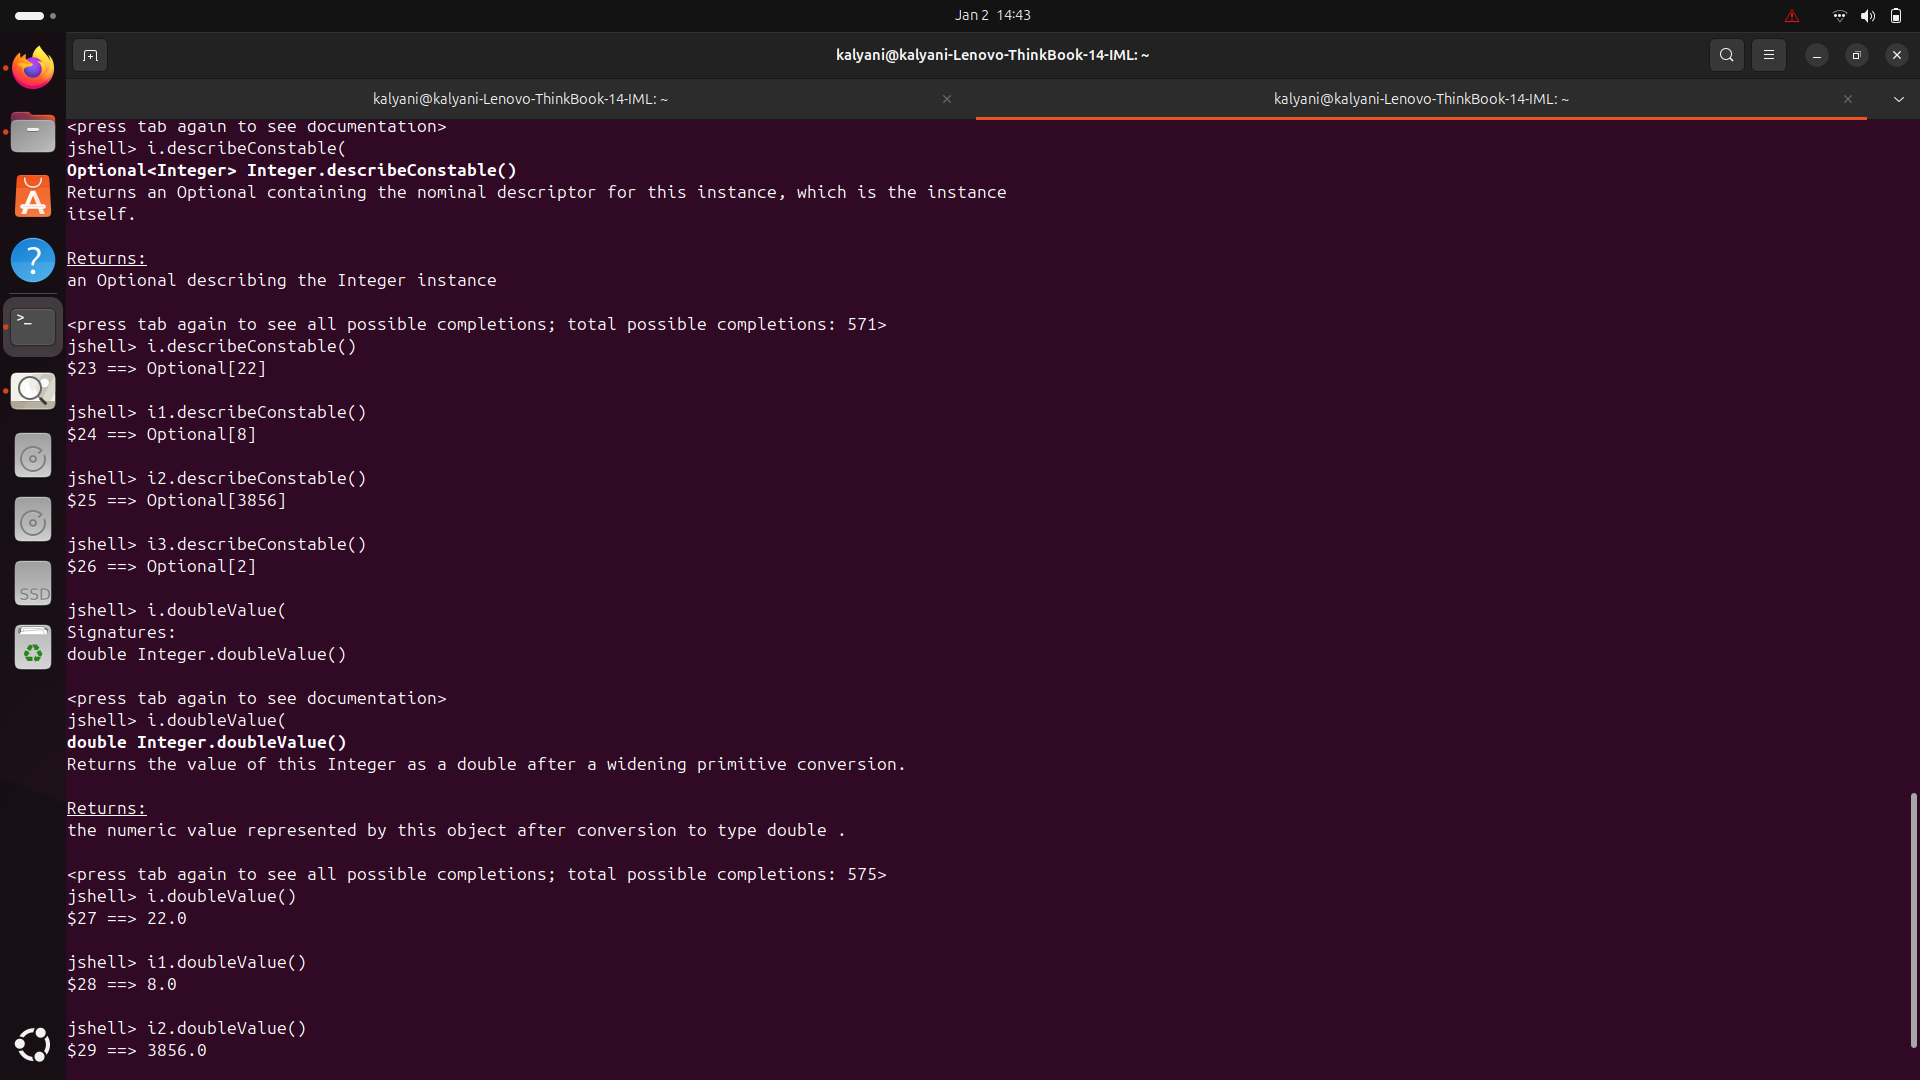 Jan 2 14:43
kalyani@kalyani-Lenovo-ThinkBook-14-IML: ~
kalyani@kalyani-Lenovo-ThinkBook-14-IML: ~
kalyani@kalyani-Lenovo-ThinkBook-14-IML: ~
<press tab again to see documentation>
jshell> i.describeConstable(
Optional<Integer> Integer.describeConstable()
Returns an Optional containing the nominal descriptor for this instance, which is the instance
itself.
Returns:
an Optional describing the Integer instance
<press tab again to see all possible completions; total possible completions: 571>
jshell> i.describeConstable()
$23 ==> Optional[22]
jshell> i1.describeConstable()
$24 ==> Optional[8]
jshell> i2.describeConstable()
$25 ==> Optional[3856]
jshell> i3.describeConstable()
$26 ==> Optional[2]
jshell> i.doubleValue(
Signatures:
double Integer.doubleValue()
<press tab again to see documentation>
jshell> i.doubleValue(
double Integer.doubleValue()
Returns the value of this Integer as a double after a widening primitive conversion.
Returns:
the numeric value represented by this object after conversion to type double .
<press tab again to see all possible completions; total possible completions: 575>
jshell> i.doubleValue()
$27 ==> 22.0
jshell> i1.doubleValue()
$28 ==> 8.0
jshell> i2.doubleValue()
$29 ==> 3856.0
SSD